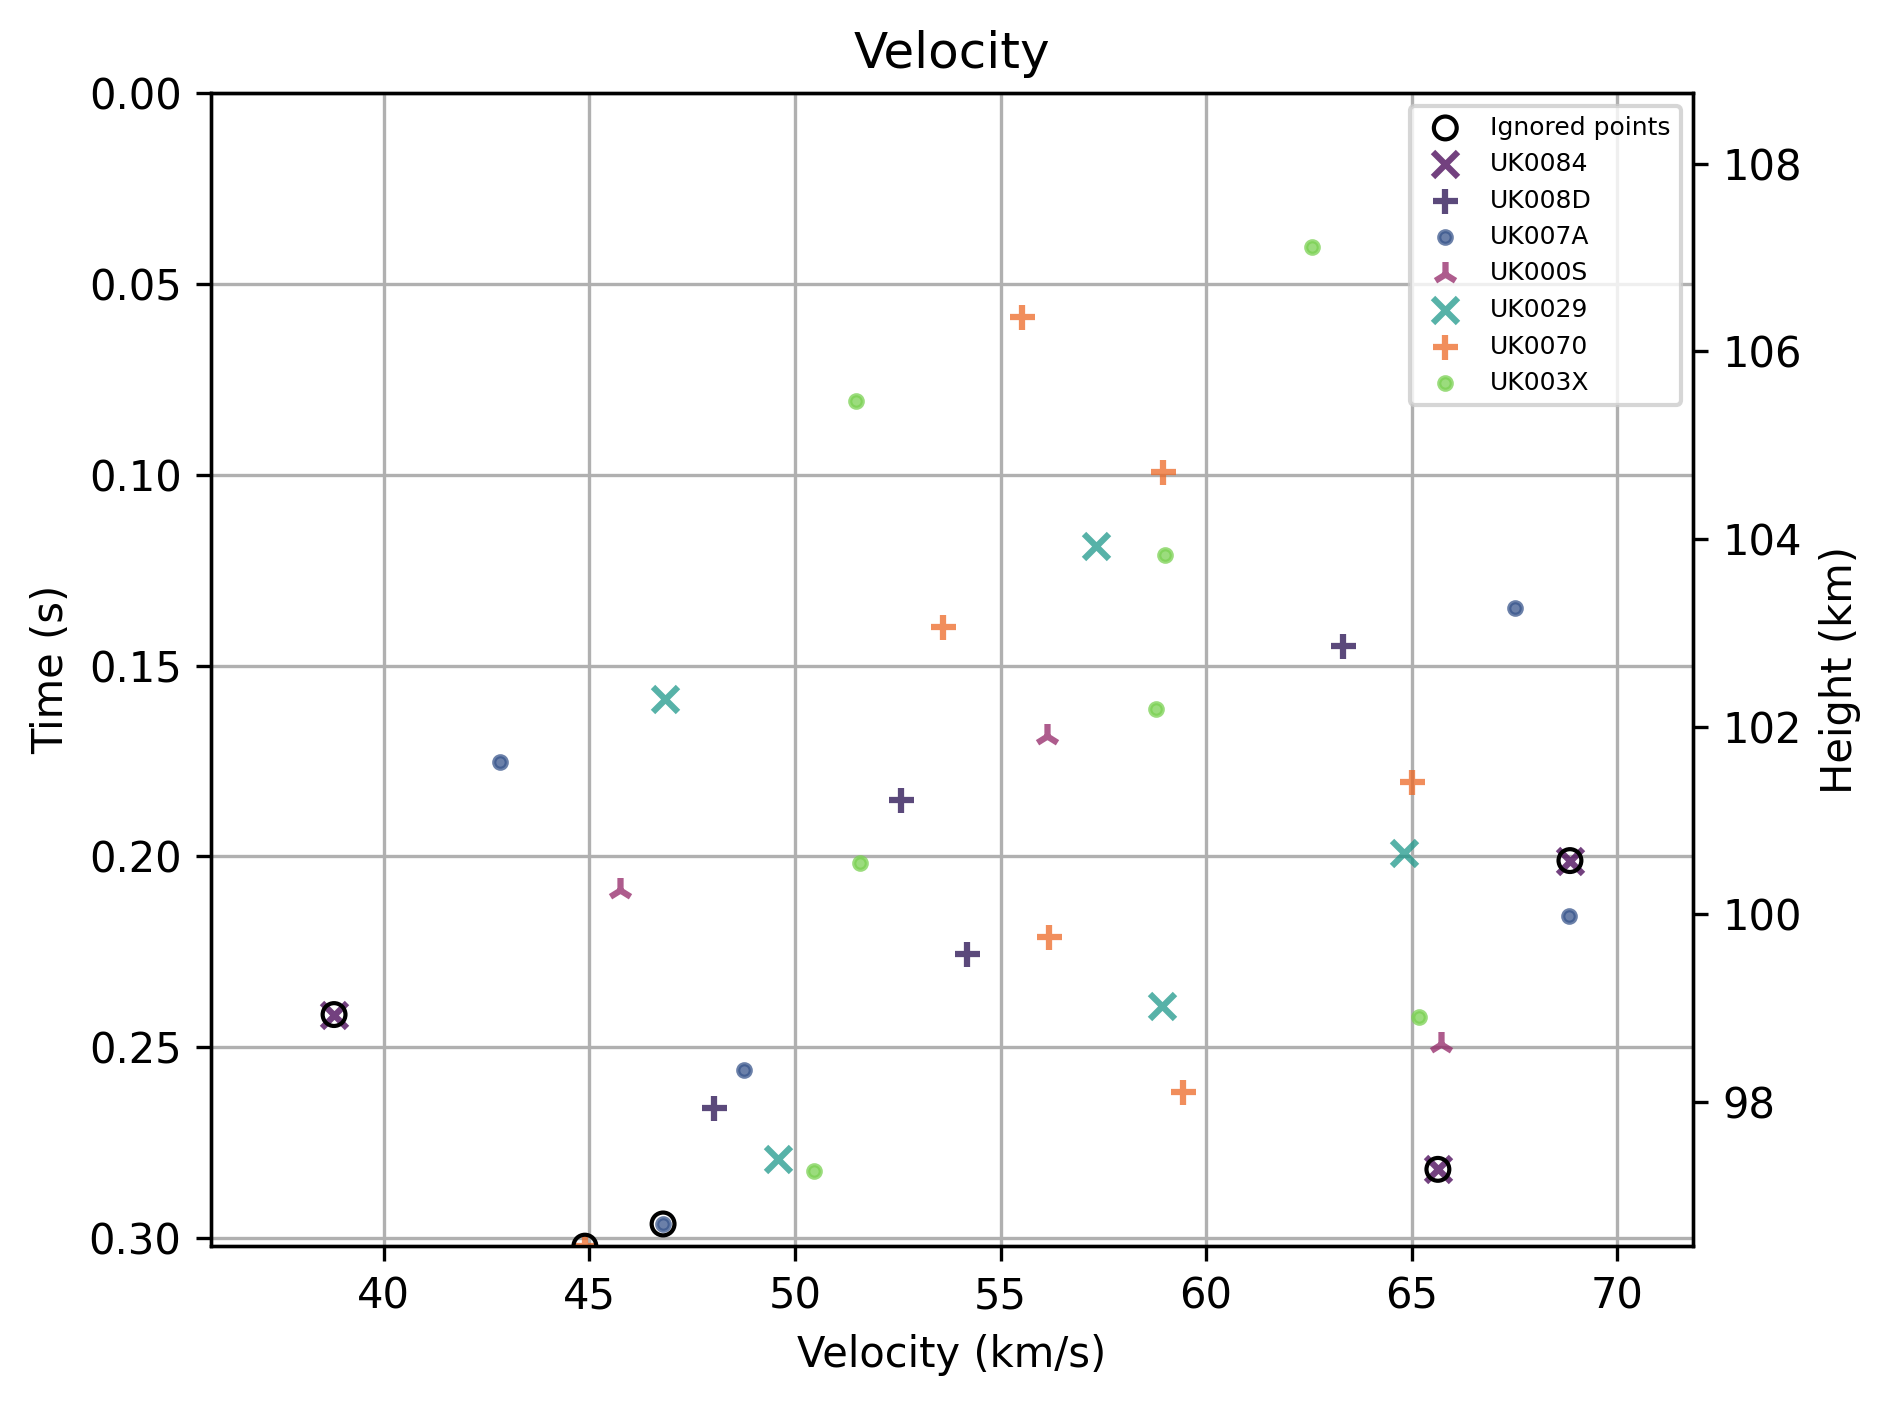 Velocity
0.00
0.05
0.10
0.15
0.20
0.25
0.30
Time (s)
Ignored points
UK0084
UK008D
UK007A
UK000S
UK0029
UK0070
UK003X
108
106
104
102
100
98
Height (km)
40 45 50 55 60 65 70
Velocity (km/s)